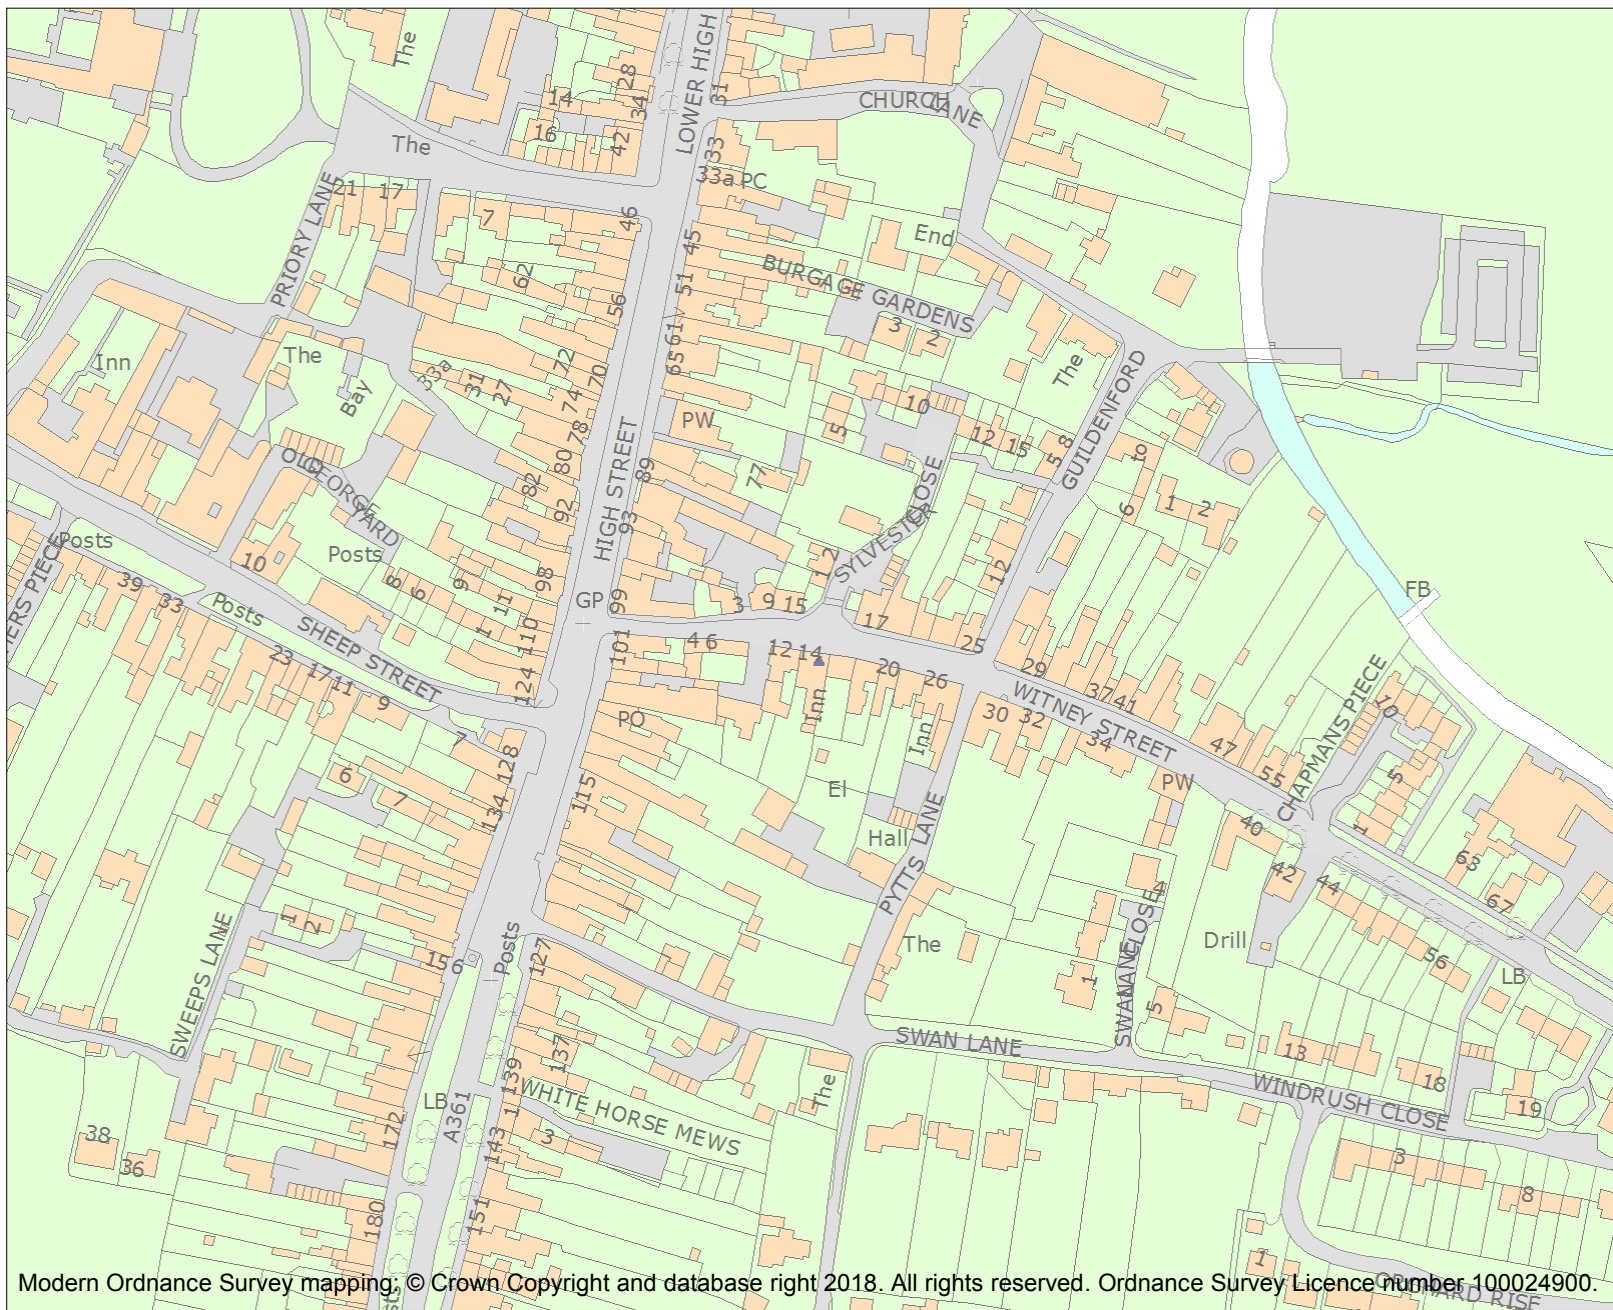 The
LOWER HIGH
28
14
34
31
CHURCH LANE
16
42
The
33
33a
PC
21
17
PRIORY LANE
7
46
End
45
BURGAGE GARDENS
62
51
56
3
2
61
65
Inn
The
72
70
33a
31
27
Bay
74
The
GUILDENFORD
10
PW
78
5
12
15
8
5
9
80
89
OLD GEORGE YARD
82
77
SYLVESTER CLOSE
1
2
6
92
HIGH STREET
93
Posts
Posts
10
39
33
8
6
9
98
12
12
FB
11
GP
99
3
9
15
Posts
1
110
101
4
6
17
25
SHEEP STREET
12
14
23
17
11
20
26
29
124
Inn
37
41
WITNEY STREET
CHAPMANS PIECE
10
9
30
32
34
7
PO
Inn
47
128
6
7
134
115
El
55
5
PW
PYTTS LANE
Hall
40
1
63
42
44
67
4
1
2
SWEEPS LANE
156
Posts
127
The
SWAN LANE CLOSE
Drill
56
LB
1
5
SWAN LANE
13
18
19
137
139
LB
A361
1
WHITE HORSE MEWS
The
WINDRUSH CLOSE
172
143
3
38
36
3
8
180
151
1
ORCHARD RISE
Modern Ordnance Survey mapping: © Crown Copyright and database right 2018. All rights reserved. Ordnance Survey Licence number 100024900.